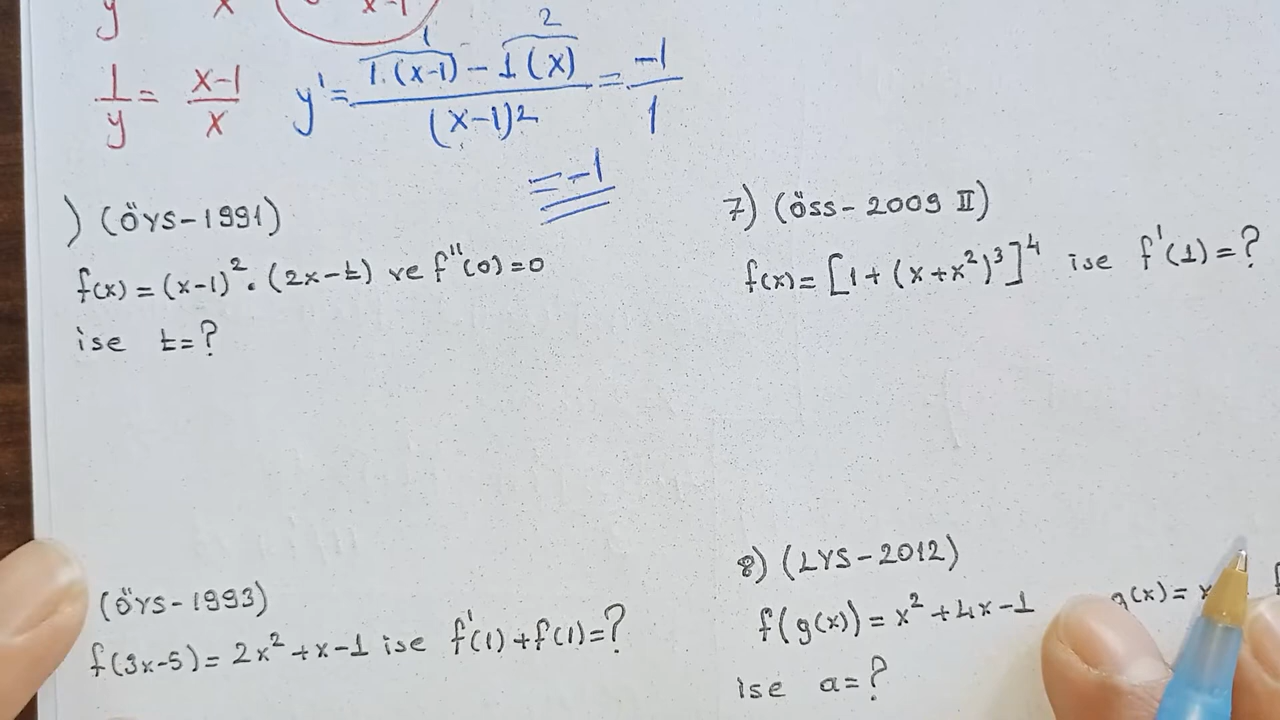 1/y = x-1/x y' = 1.(x-1) - 1(x)/(x-1)2 = -1/1
1 2
= -1
) (ÖYS-1991)
f(x) = (x-1)² . (2x-t) ve f''(0)=0
ise t=?
(ÖYS-1993)
f(3x-5) = 2x²+x-1 ise f'(1)+f(1)=?
7) (ÖSS-2009 II)
f(x) = [1+(x+x²)³]⁴ ise f'(1)=?
8) (LYS-2012)
f(g(x)) = x²+4x-1 g(x)=
ise a=?